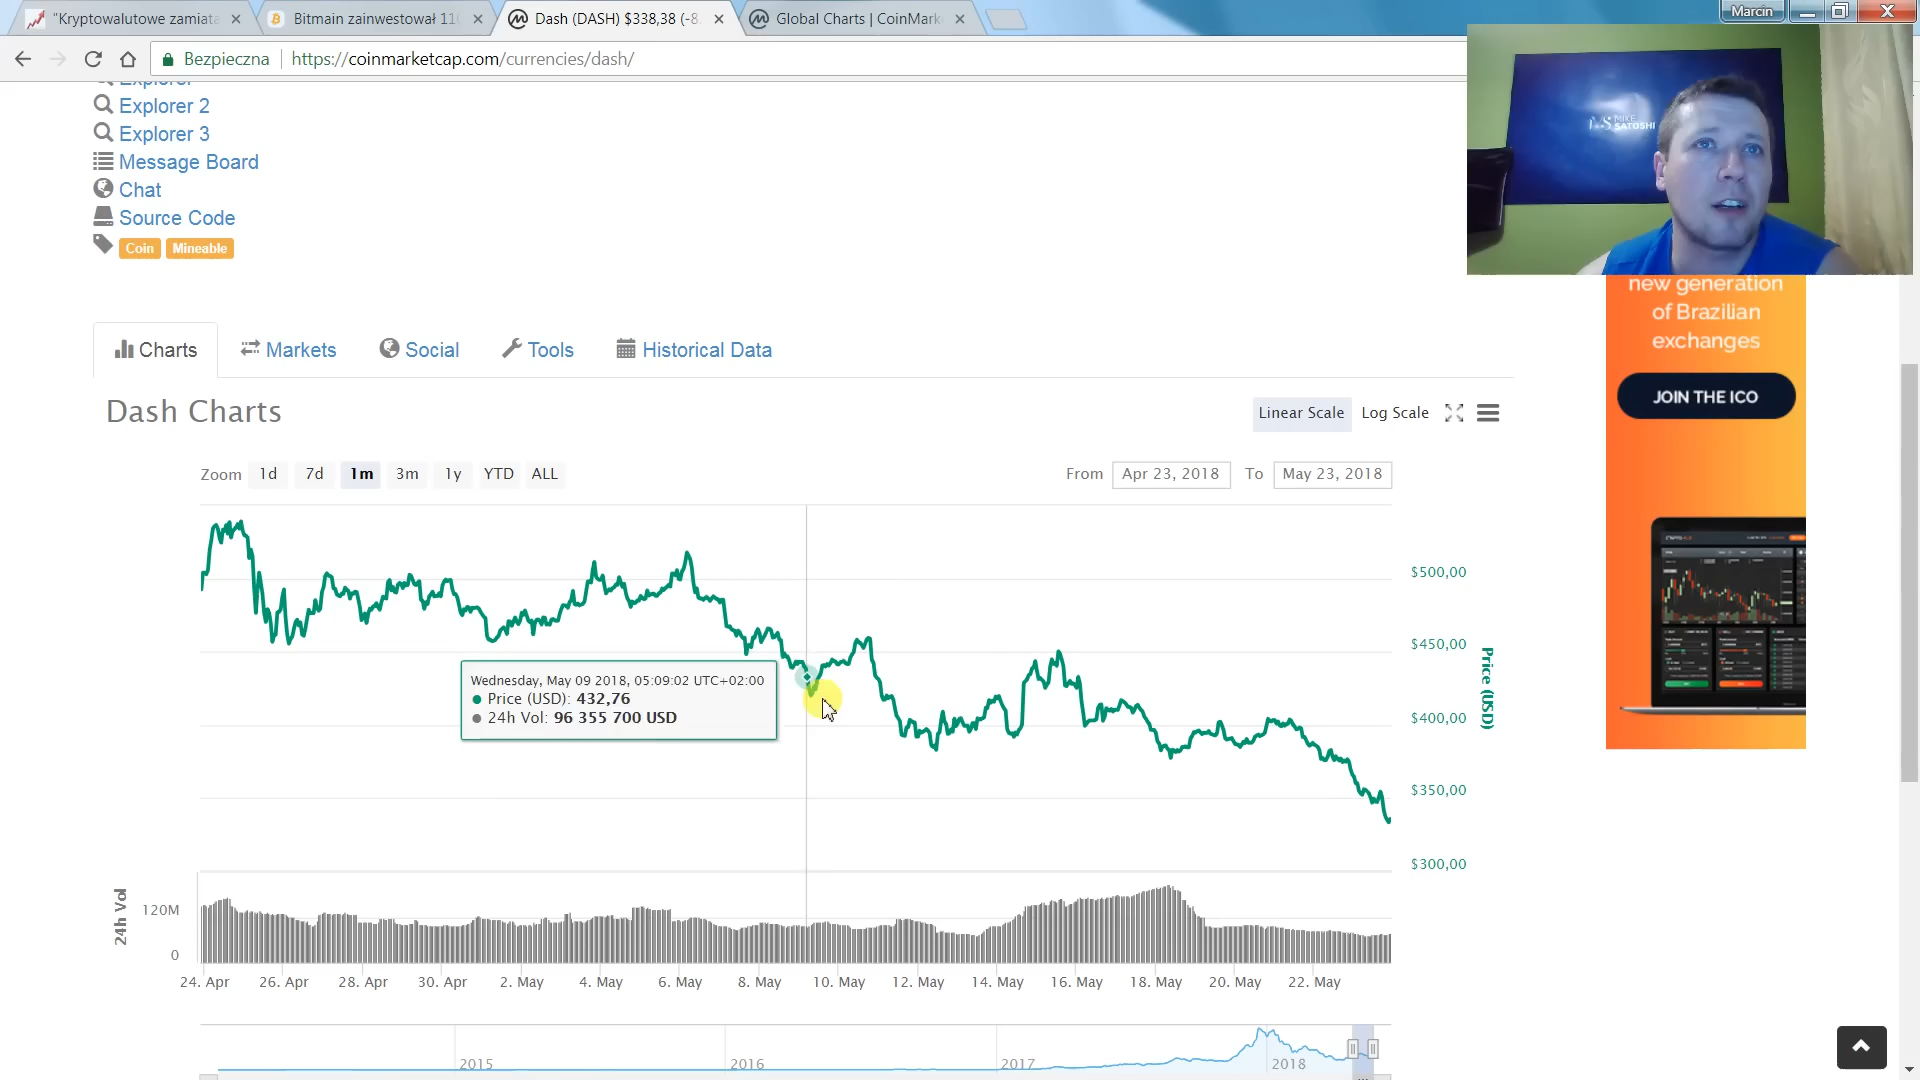 "Kryptowalutowe zamiata
Bitmain zainwestował 11
Dash (DASH) $338,38 (-8
Global Charts | CoinMark
Marcin
Bezpieczna
https://coinmarketcap.com/currencies/dash/
Explorer
Explorer 2
Explorer 3
Message Board
Chat
Source Code
Coin
Mineable
MS MIKE
SATOSHI
new generation
of Brazilian
exchanges
JOIN THE ICO
Charts
Markets
Social
Tools
Historical Data
Dash Charts
Linear Scale
Log Scale
Zoom 1d 7d 1m 3m 1y YTD ALL
From Apr 23, 2018 To May 23, 2018
$500,00
$450,00
$400,00
$350,00
$300,00
Price (USD)
Wednesday, May 09 2018, 05:09:02 UTC+02:00
Price (USD): 432,76
24h Vol: 96 355 700 USD
24h Vol
120M
0
24. Apr 26. Apr 28. Apr 30. Apr 2. May 4. May 6. May 8. May 10. May 12. May 14. May 16. May 18. May 20. May 22. May
2015 2016 2017 2018